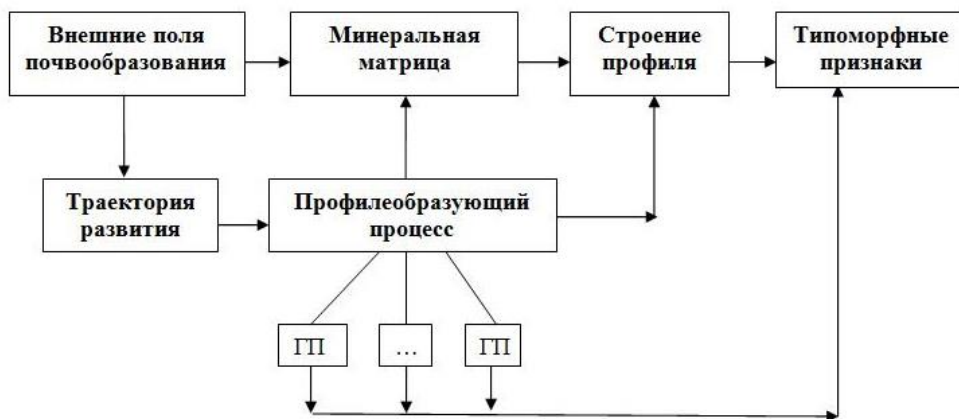 Внешние поля
почвообразования
Минеральная
матрица
Строение
профиля
Типоморфные
признаки
Траектория
развития
Профилеобразующий
процесс
ГП
...
ГП